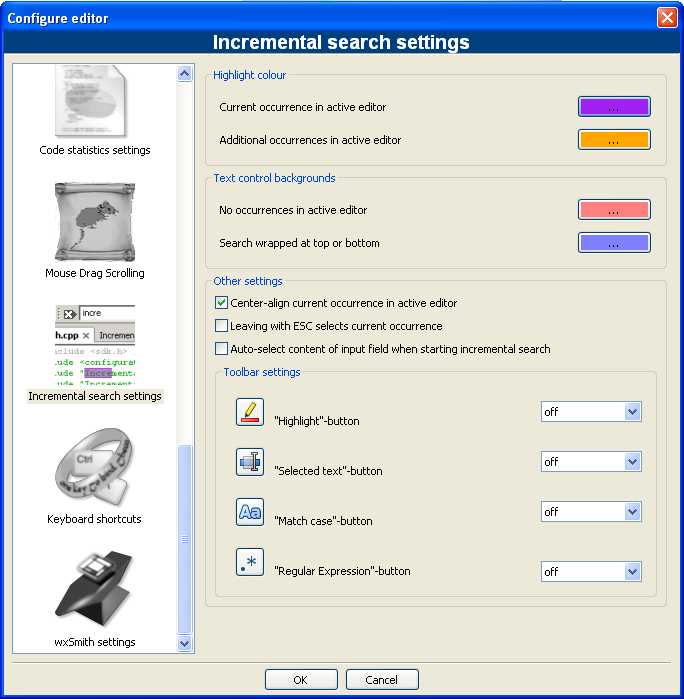 Configure editor
Incremental search settings
Code statistics settings
Mouse Drag Scrolling
incre
h.cpp
Incremen
nclude <sdk.h>
lude <configurat
lude "Increment
lude "Incrementa
Incremental search settings
Ctrl
Keyboard shortcuts
wxSmith settings
Highlight colour
Current occurrence in active editor
...
Additional occurrences in active editor
...
Text control backgrounds
No occurrences in active editor
...
Search wrapped at top or bottom
...
Other settings
Center-align current occurrence in active editor
Leaving with ESC selects current occurrence
Auto-select content of input field when starting incremental search
Toolbar settings
"Highlight"-button
off
"Selected text"-button
off
Aa
"Match case"-button
off
.*
"Regular Expression"-button
off
OK
Cancel